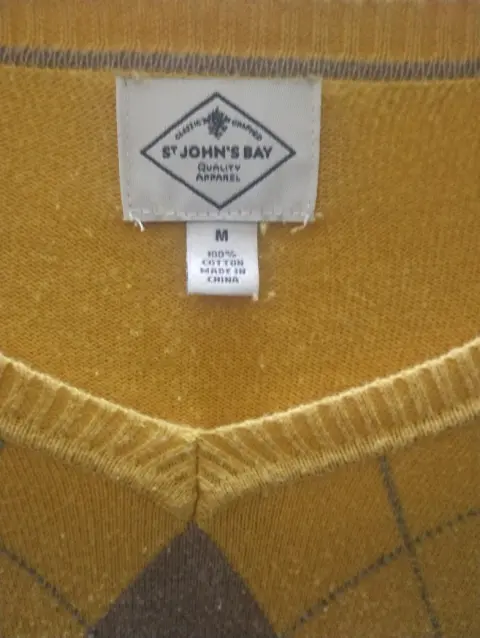 CLASSIC CRAFTED
ST JOHN'S BAY
QUALITY
APPAREL
M
100%
COTTON
MADE IN
CHINA